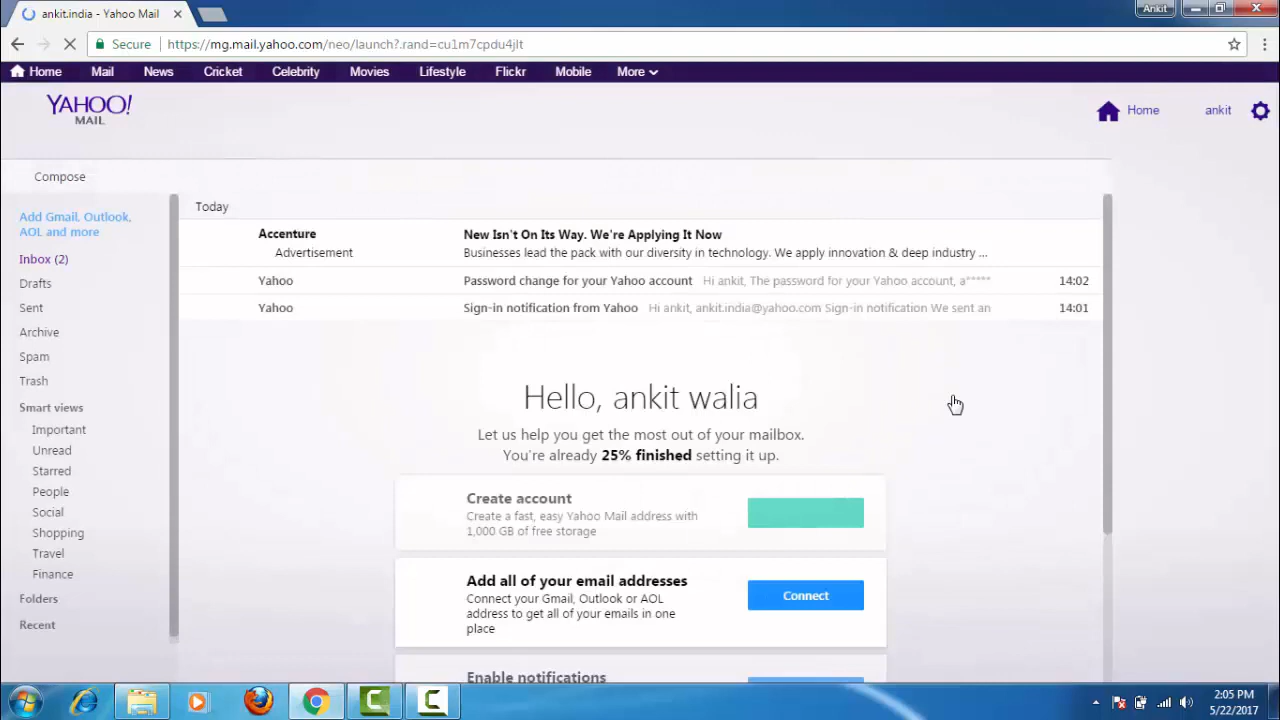 ankit.india - Yahoo Mail
Ankit
Secure https://mg.mail.yahoo.com/neo/launch?.rand=cu1m7cpdu4jlt
Home Mail News Cricket Celebrity Movies Lifestyle Flickr Mobile More
YAHOO!
MAIL
Home ankit
Compose
Add Gmail, Outlook,
AOL and more
Inbox (2)
Drafts
Sent
Archive
Spam
Trash
Smart views
Important
Unread
Starred
People
Social
Shopping
Travel
Finance
Folders
Recent
Today
Accenture New Isn't On Its Way. We're Applying It Now
Advertisement Businesses lead the pack with our diversity in technology. We apply innovation & deep industry ...
Yahoo Password change for your Yahoo account Hi ankit, The password for your Yahoo account, a***** 14:02
Yahoo Sign-in notification from Yahoo Hi ankit, ankit.india@yahoo.com Sign-in notification We sent an 14:01
Hello, ankit walia
Let us help you get the most out of your mailbox.
You're already 25% finished setting it up.
Create account
Create a fast, easy Yahoo Mail address with
1,000 GB of free storage
Add all of your email addresses
Connect your Gmail, Outlook or AOL
address to get all of your emails in one
place
Connect
Enable notifications
2:05 PM
5/22/2017